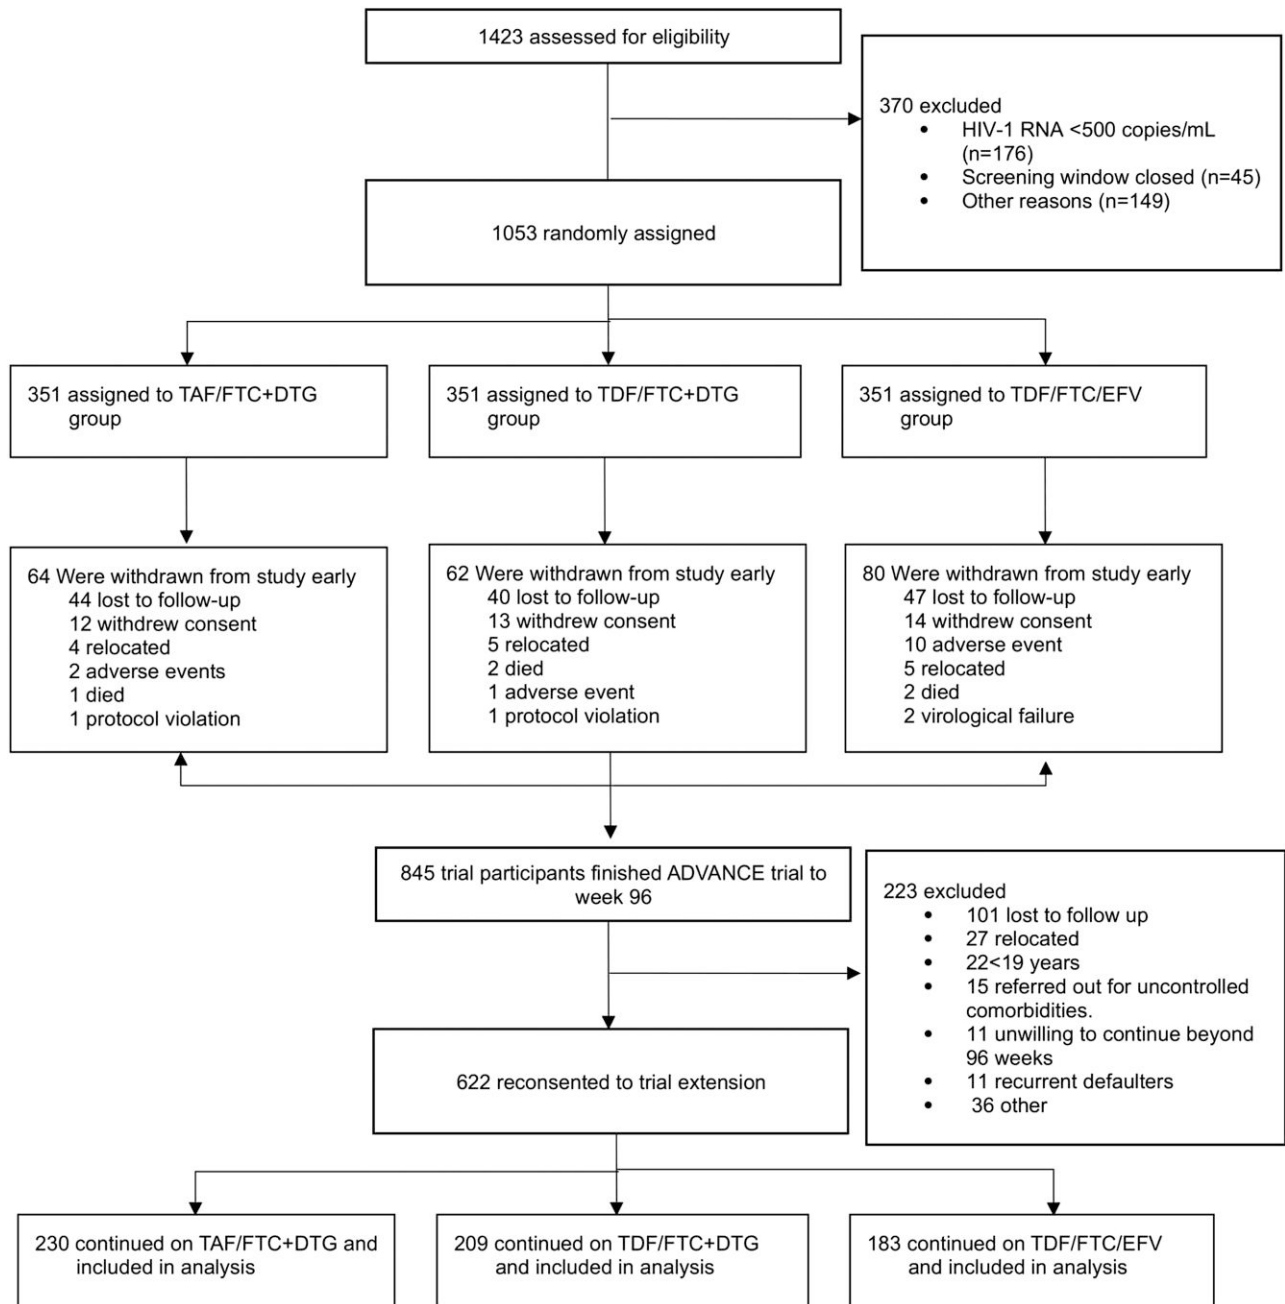 1423 assessed for eligibility
370 excluded
• HIV-1 RNA <500 copies/mL
(n=176)
• Screening window closed (n=45)
• Other reasons (n=149)
1053 randomly assigned
351 assigned to TAF/FTC+DTG
group
351 assigned to TDF/FTC+DTG
group
351 assigned to TDF/FTC/EFV
group
64 Were withdrawn from study early
44 lost to follow-up
12 withdrew consent
4 relocated
2 adverse events
1 died
1 protocol violation
62 Were withdrawn from study early
40 lost to follow-up
13 withdrew consent
5 relocated
2 died
1 adverse event
1 protocol violation
80 Were withdrawn from study early
47 lost to follow-up
14 withdrew consent
10 adverse event
5 relocated
2 died
2 virological failure
845 trial participants finished ADVANCE trial to
week 96
223 excluded
• 101 lost to follow up
• 27 relocated
• 22<19 years
• 15 referred out for uncontrolled
comorbidities.
• 11 unwilling to continue beyond
96 weeks
• 11 recurrent defaulters
• 36 other
622 reconsented to trial extension
230 continued on TAF/FTC+DTG and
included in analysis
209 continued on TDF/FTC+DTG
and included in analysis
183 continued on TDF/FTC/EFV
and included in analysis